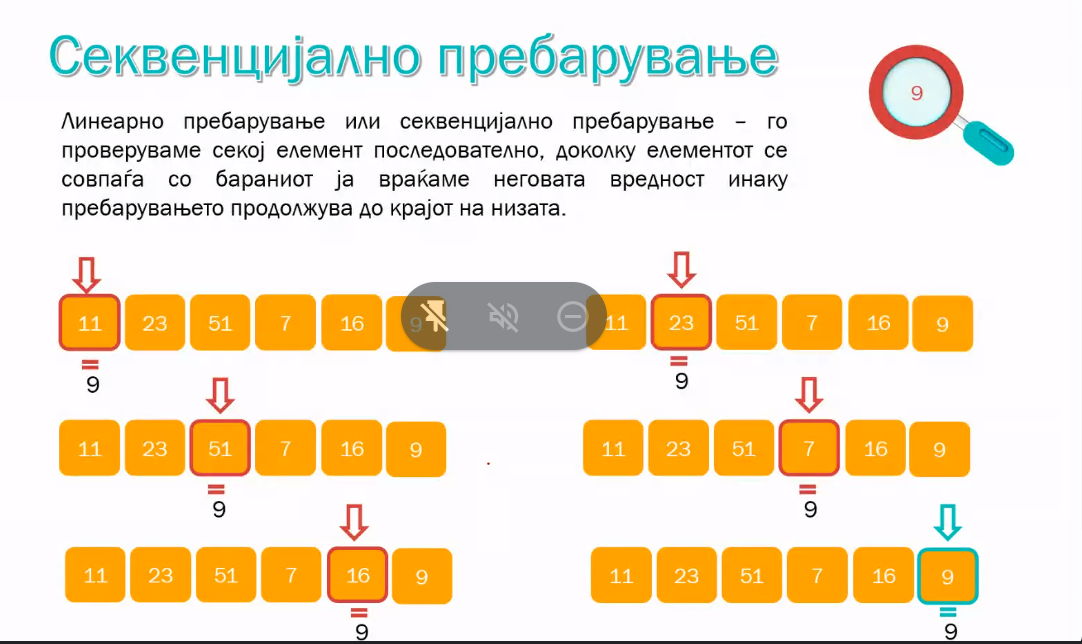 Секвенцијално пребарување
9
Линеарно пребарување или секвенцијално пребарување – го
проверуваме секој елемент последователно, доколку елементот се
совпаѓа со бараниот ја враќаме неговата вредност инаку
пребарувањето продолжува до крајот на низата.
11 23 51 7 16 9
=
9
11 23 51 7 16 9
=
9
11 23 51 7 16 9
=
9
11 23 51 7 16 9
=
9
11 23 51 7 16 9
=
9
11 23 51 7 16 9
=
9